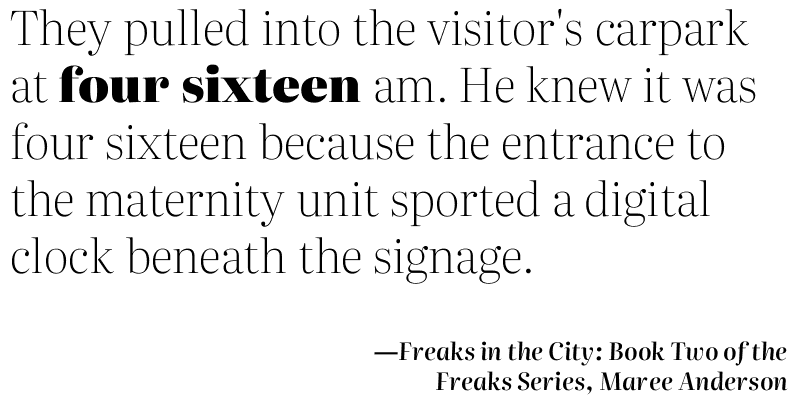 They pulled into the visitor's carpark
at four sixteen am. He knew it was
four sixteen because the entrance to
the maternity unit sported a digital
clock beneath the signage.
—Freaks in the City: Book Two of the
Freaks Series, Maree Anderson